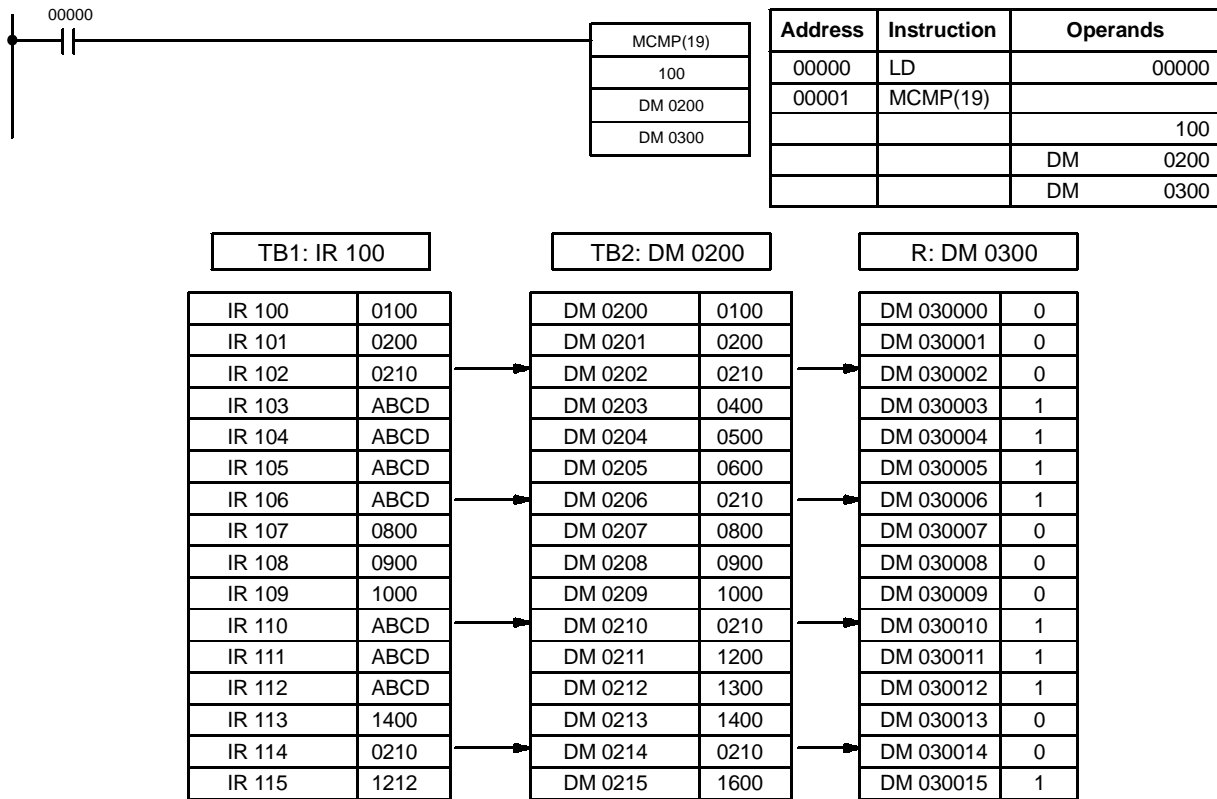 00000
MCMP(19)
100
DM 0200
DM 0300
Address Instruction Operands
00000 LD 00000
00001 MCMP(19)
100
DM 0200
DM 0300
TB1: IR 100 TB2: DM 0200 R: DM 0300
IR 100 0100 DM 0200 0100 DM 030000 0
IR 101 0200 DM 0201 0200 DM 030001 0
IR 102 0210 DM 0202 0210 DM 030002 0
IR 103 ABCD DM 0203 0400 DM 030003 1
IR 104 ABCD DM 0204 0500 DM 030004 1
IR 105 ABCD DM 0205 0600 DM 030005 1
IR 106 ABCD DM 0206 0210 DM 030006 1
IR 107 0800 DM 0207 0800 DM 030007 0
IR 108 0900 DM 0208 0900 DM 030008 0
IR 109 1000 DM 0209 1000 DM 030009 0
IR 110 ABCD DM 0210 0210 DM 030010 1
IR 111 ABCD DM 0211 1200 DM 030011 1
IR 112 ABCD DM 0212 1300 DM 030012 1
IR 113 1400 DM 0213 1400 DM 030013 0
IR 114 0210 DM 0214 0210 DM 030014 0
IR 115 1212 DM 0215 1600 DM 030015 1